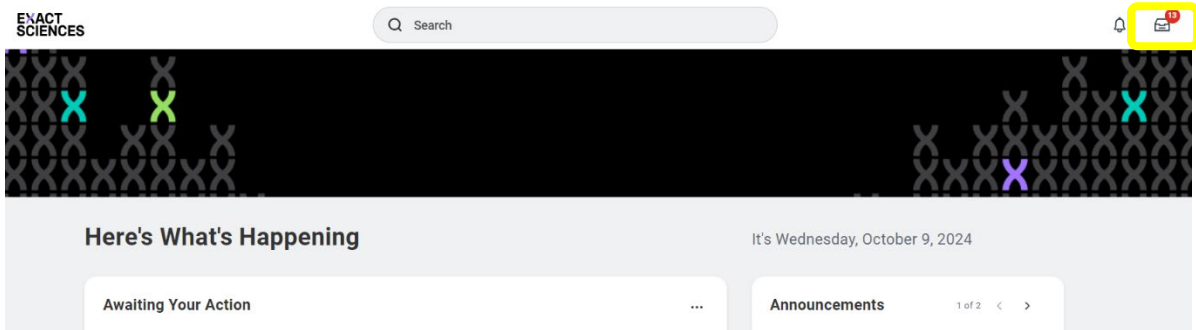 EXACT
SCIENCES
Search
13
Here's What's Happening
It's Wednesday, October 9, 2024
Awaiting Your Action
...
Announcements
1 of 2